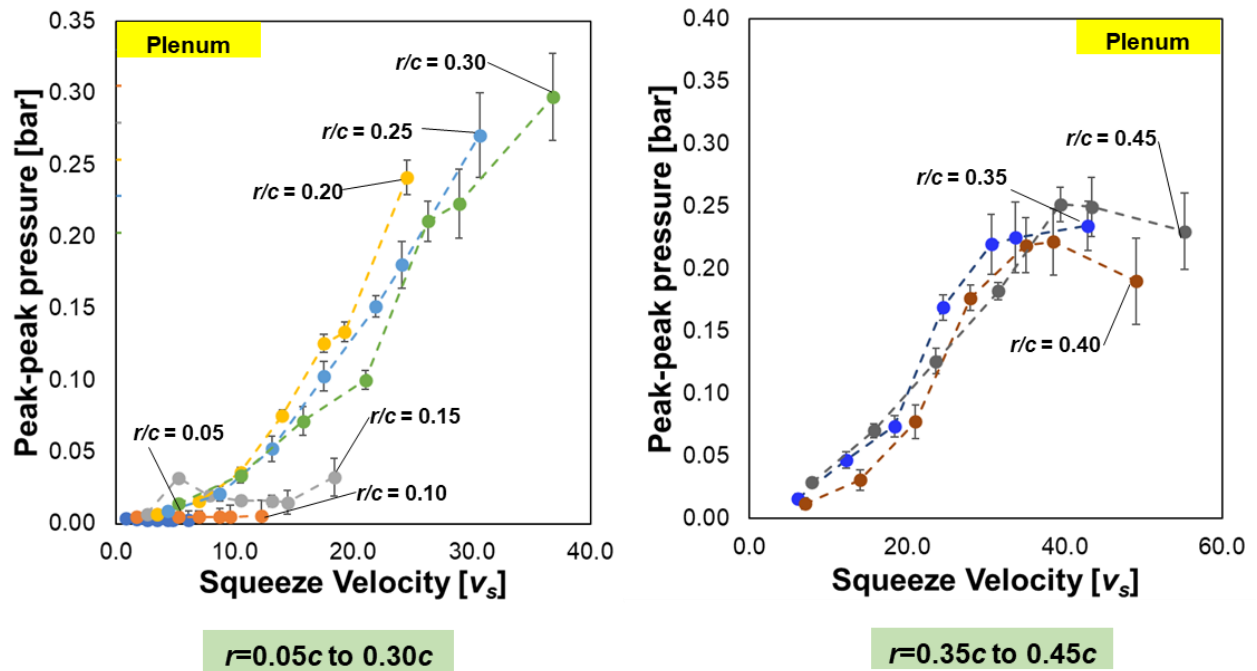 Plenum
Peak-peak pressure [bar]
0.35
0.30
0.25
0.20
0.15
0.10
0.05
0.00
r/c = 0.30
r/c = 0.25
r/c = 0.20
r/c = 0.05
r/c = 0.15
r/c = 0.10
0.0 10.0 20.0 30.0 40.0
Squeeze Velocity [vₛ]
r=0.05c to 0.30c
Plenum
Peak-peak pressure [bar]
0.40
0.35
0.30
0.25
0.20
0.15
0.10
0.05
0.00
r/c = 0.45
r/c = 0.35
r/c = 0.40
0.0 20.0 40.0 60.0
Squeeze Velocity [vₛ]
r=0.35c to 0.45c